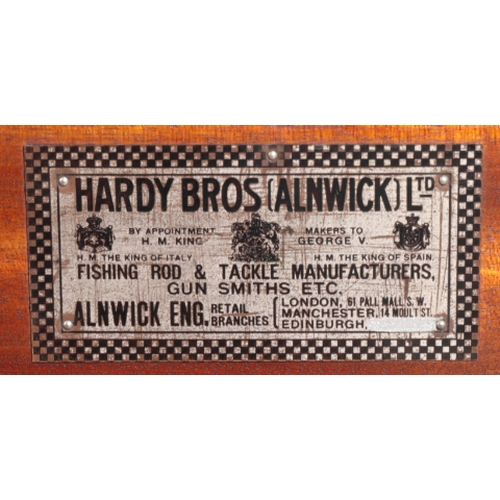 HARDY BROS (ALNWICK) LTD
BY APPOINTMENT MAKERS TO
H. M. KING GEORGE V.
H. M. THE KING OF ITALY H. M. THE KING OF SPAIN.
FISHING ROD & TACKLE MANUFACTURERS,
GUN SMITHS ETC.
ALNWICK ENG. RETAIL BRANCHES
LONDON, 61 PALL MALL S. W.
MANCHESTER, 14 MOULT ST.
EDINBURGH,